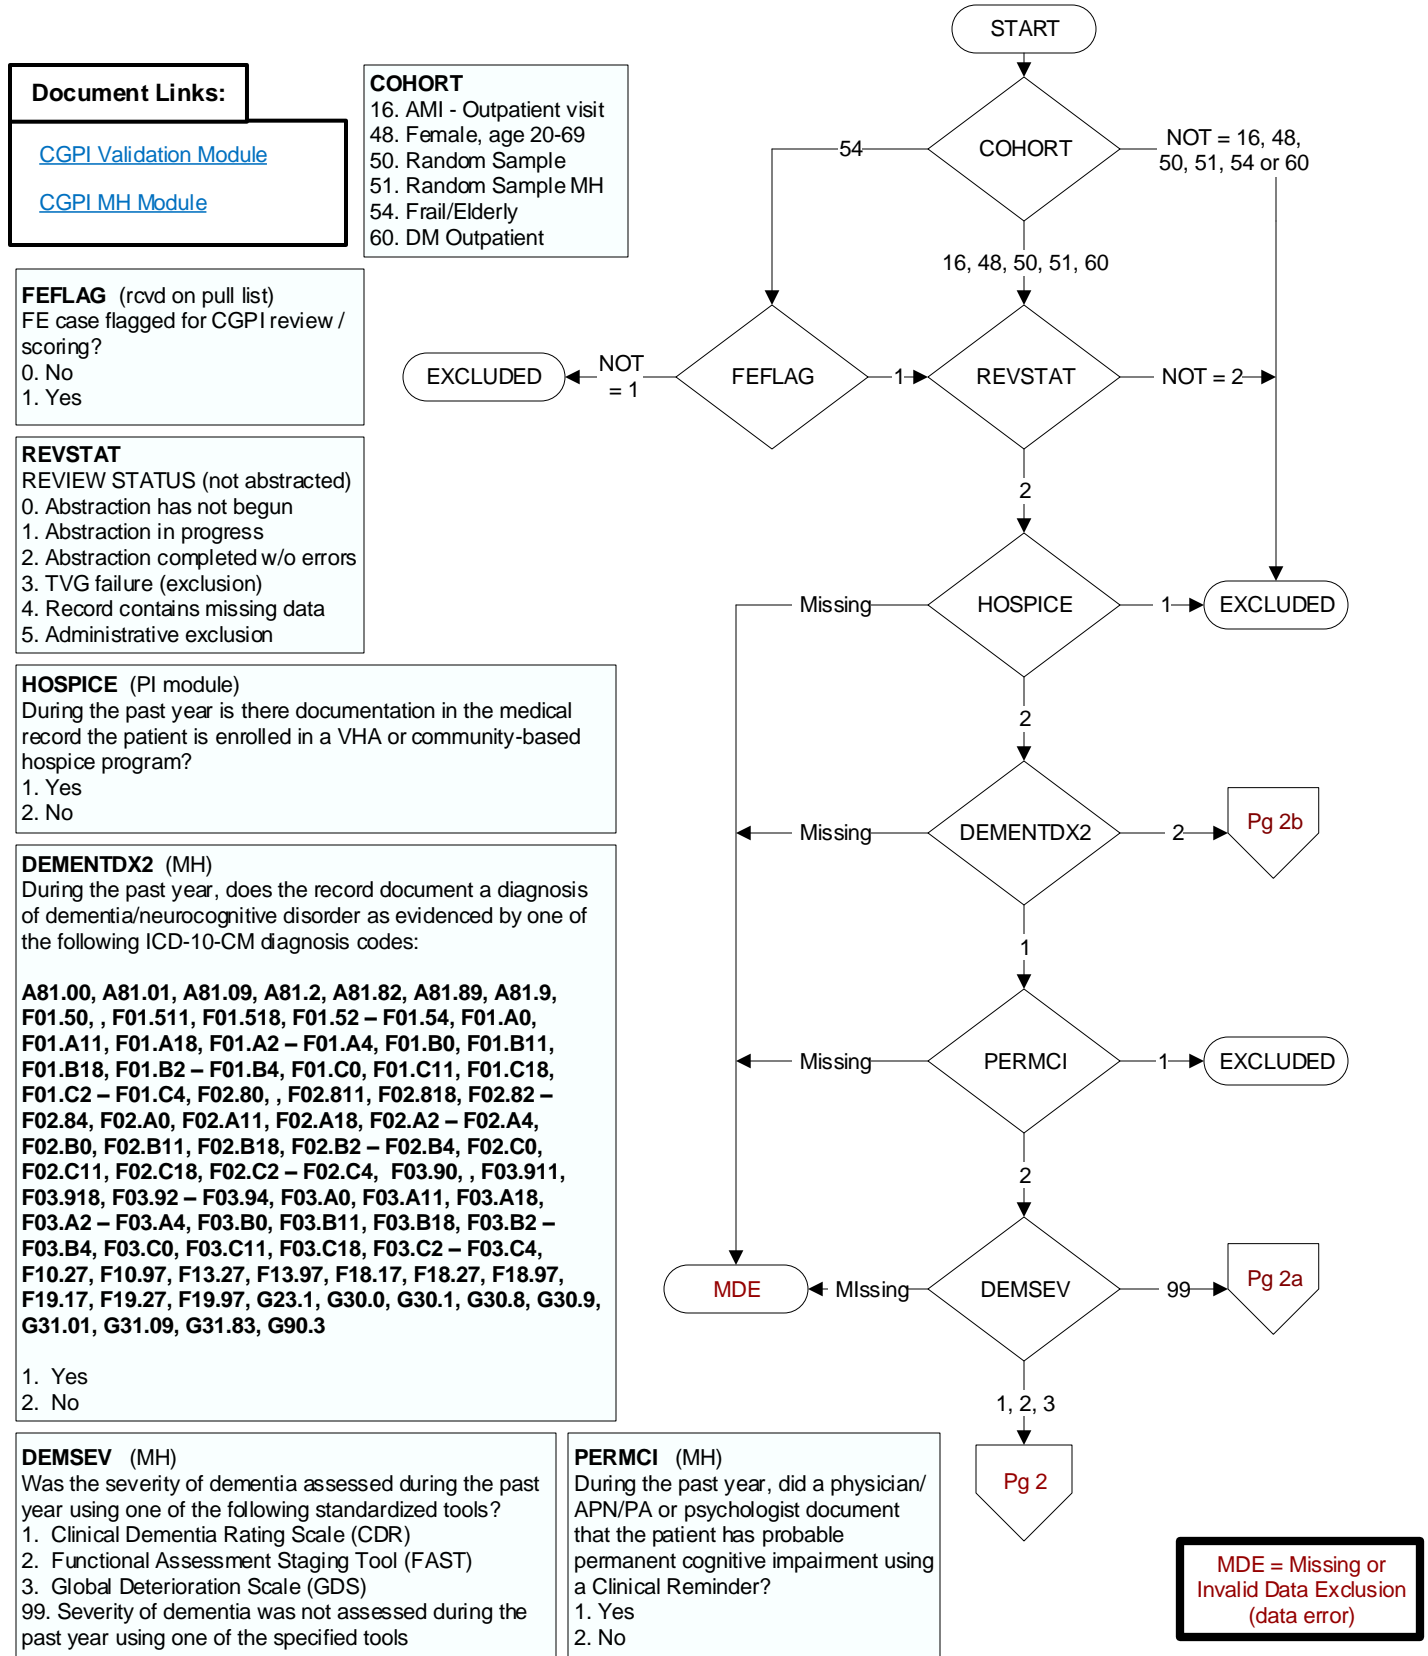 START
Document Links:
CGPI Validation Module
CGPI MH Module
COHORT
16. AMI - Outpatient visit
48. Female, age 20-69
50. Random Sample
51. Random Sample MH
54. Frail/Elderly
60. DM Outpatient
COHORT
54
NOT = 16, 48,
50, 51, 54 or 60
16, 48, 50, 51, 60
FEFLAG (rcvd on pull list)
FE case flagged for CGPI review /
scoring?
0. No
1. Yes
EXCLUDED
NOT
= 1
FEFLAG
1
REVSTAT
NOT = 2
2
REVSTAT
REVIEW STATUS (not abstracted)
0. Abstraction has not begun
1. Abstraction in progress
2. Abstraction completed w/o errors
3. TVG failure (exclusion)
4. Record contains missing data
5. Administrative exclusion
Missing
HOSPICE
1
EXCLUDED
2
HOSPICE (PI module)
During the past year is there documentation in the medical
record the patient is enrolled in a VHA or community-based
hospice program?
1. Yes
2. No
Missing
DEMENTDX2
2
Pg 2b
1
DEMENTDX2 (MH)
During the past year, does the record document a diagnosis
of dementia/neurocognitive disorder as evidenced by one of
the following ICD-10-CM diagnosis codes:
A81.00, A81.01, A81.09, A81.2, A81.82, A81.89, A81.9,
F01.50, , F01.511, F01.518, F01.52 – F01.54, F01.A0,
F01.A11, F01.A18, F01.A2 – F01.A4, F01.B0, F01.B11,
F01.B18, F01.B2 – F01.B4, F01.C0, F01.C11, F01.C18,
F01.C2 – F01.C4, F02.80, , F02.811, F02.818, F02.82 –
F02.84, F02.A0, F02.A11, F02.A18, F02.A2 – F02.A4,
F02.B0, F02.B11, F02.B18, F02.B2 – F02.B4, F02.C0,
F02.C11, F02.C18, F02.C2 – F02.C4, F03.90, , F03.911,
F03.918, F03.92 – F03.94, F03.A0, F03.A11, F03.A18,
F03.A2 – F03.A4, F03.B0, F03.B11, F03.B18, F03.B2 –
F03.B4, F03.C0, F03.C11, F03.C18, F03.C2 – F03.C4,
F10.27, F10.97, F13.27, F13.97, F18.17, F18.27, F18.97,
F19.17, F19.27, F19.97, G23.1, G30.0, G30.1, G30.8, G30.9,
G31.01, G31.09, G31.83, G90.3
1. Yes
2. No
Missing
PERMCI
1
EXCLUDED
2
MDE
MIssing
DEMSEV
99
Pg 2a
1, 2, 3
Pg 2
DEMSEV (MH)
Was the severity of dementia assessed during the past
year using one of the following standardized tools?
1. Clinical Dementia Rating Scale (CDR)
2. Functional Assessment Staging Tool (FAST)
3. Global Deterioration Scale (GDS)
99. Severity of dementia was not assessed during the
past year using one of the specified tools
PERMCI (MH)
During the past year, did a physician/
APN/PA or psychologist document
that the patient has probable
permanent cognitive impairment using
a Clinical Reminder?
1. Yes
2. No
MDE = Missing or
Invalid Data Exclusion
(data error)